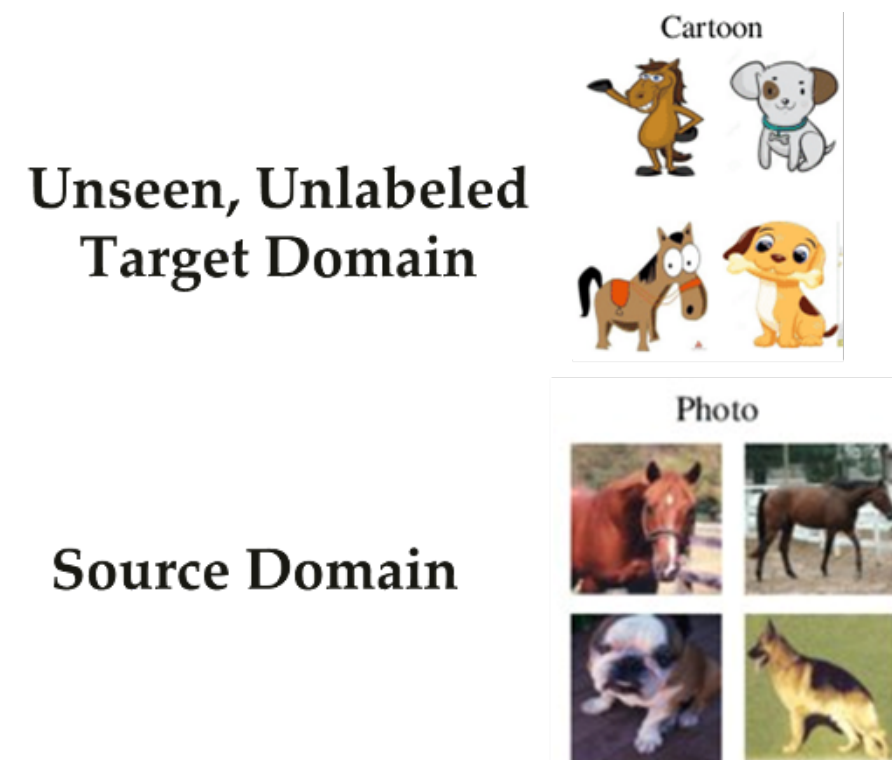 Cartoon
Unseen, Unlabeled
Target Domain
Photo
Source Domain